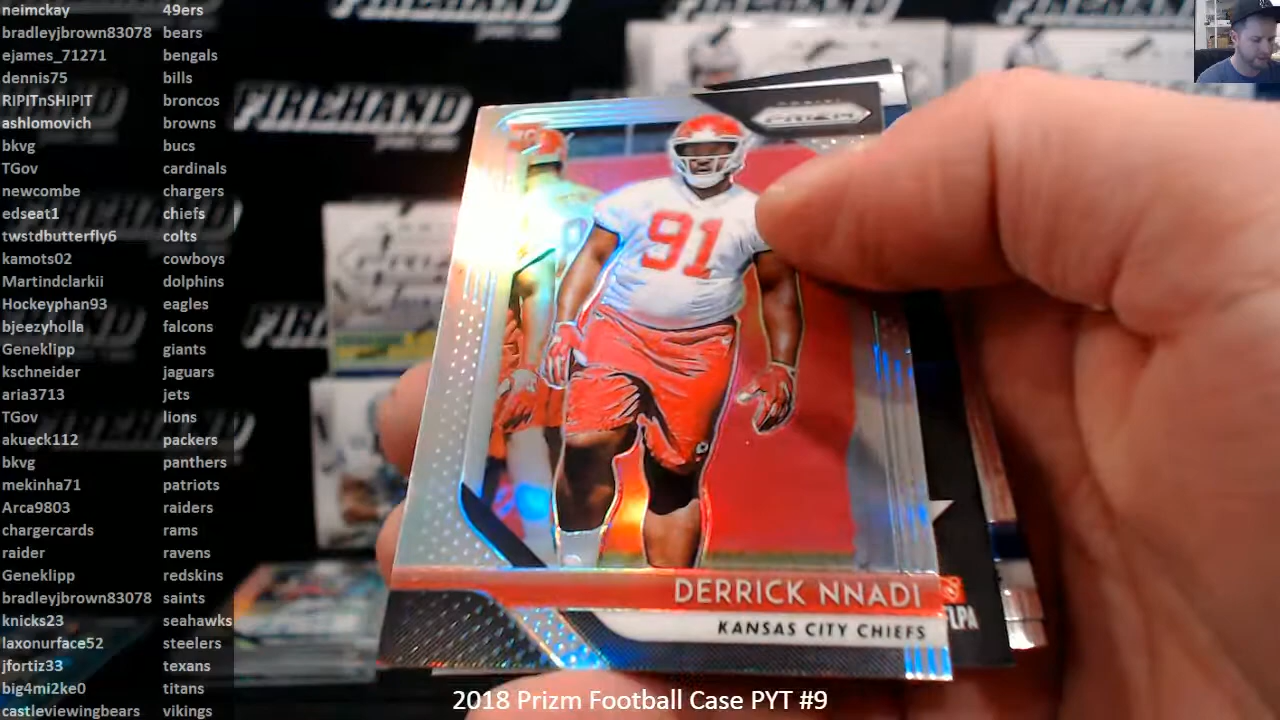 neimckay 49ers
bradleyjbrown83078 bears
ejames_71271 bengals
dennis75 bills
RIPITnSHIPIT broncos
ashlomovich browns
bkvg bucs
TGov cardinals
newcombe chargers
edseat1 chiefs
twstdbutterfly6 colts
kamots02 cowboys
Martindclarkii dolphins
Hockeyphan93 eagles
bjeezyholla falcons
Geneklipp giants
kschneider jaguars
aria3713 jets
TGov lions
akueck112 packers
bkvg panthers
mekinha71 patriots
Arca9803 raiders
chargercards rams
raider ravens
Geneklipp redskins
bradleyjbrown83078 saints
knicks23 seahawks
laxonurface52 steelers
jfortiz33 texans
big4mi2ke0 titans
castleviewingbears vikings
FIREHAND
PRIZM
91
DERRICK NNADI
KANSAS CITY CHIEFS
LPA
2018 Prizm Football Case PYT #9